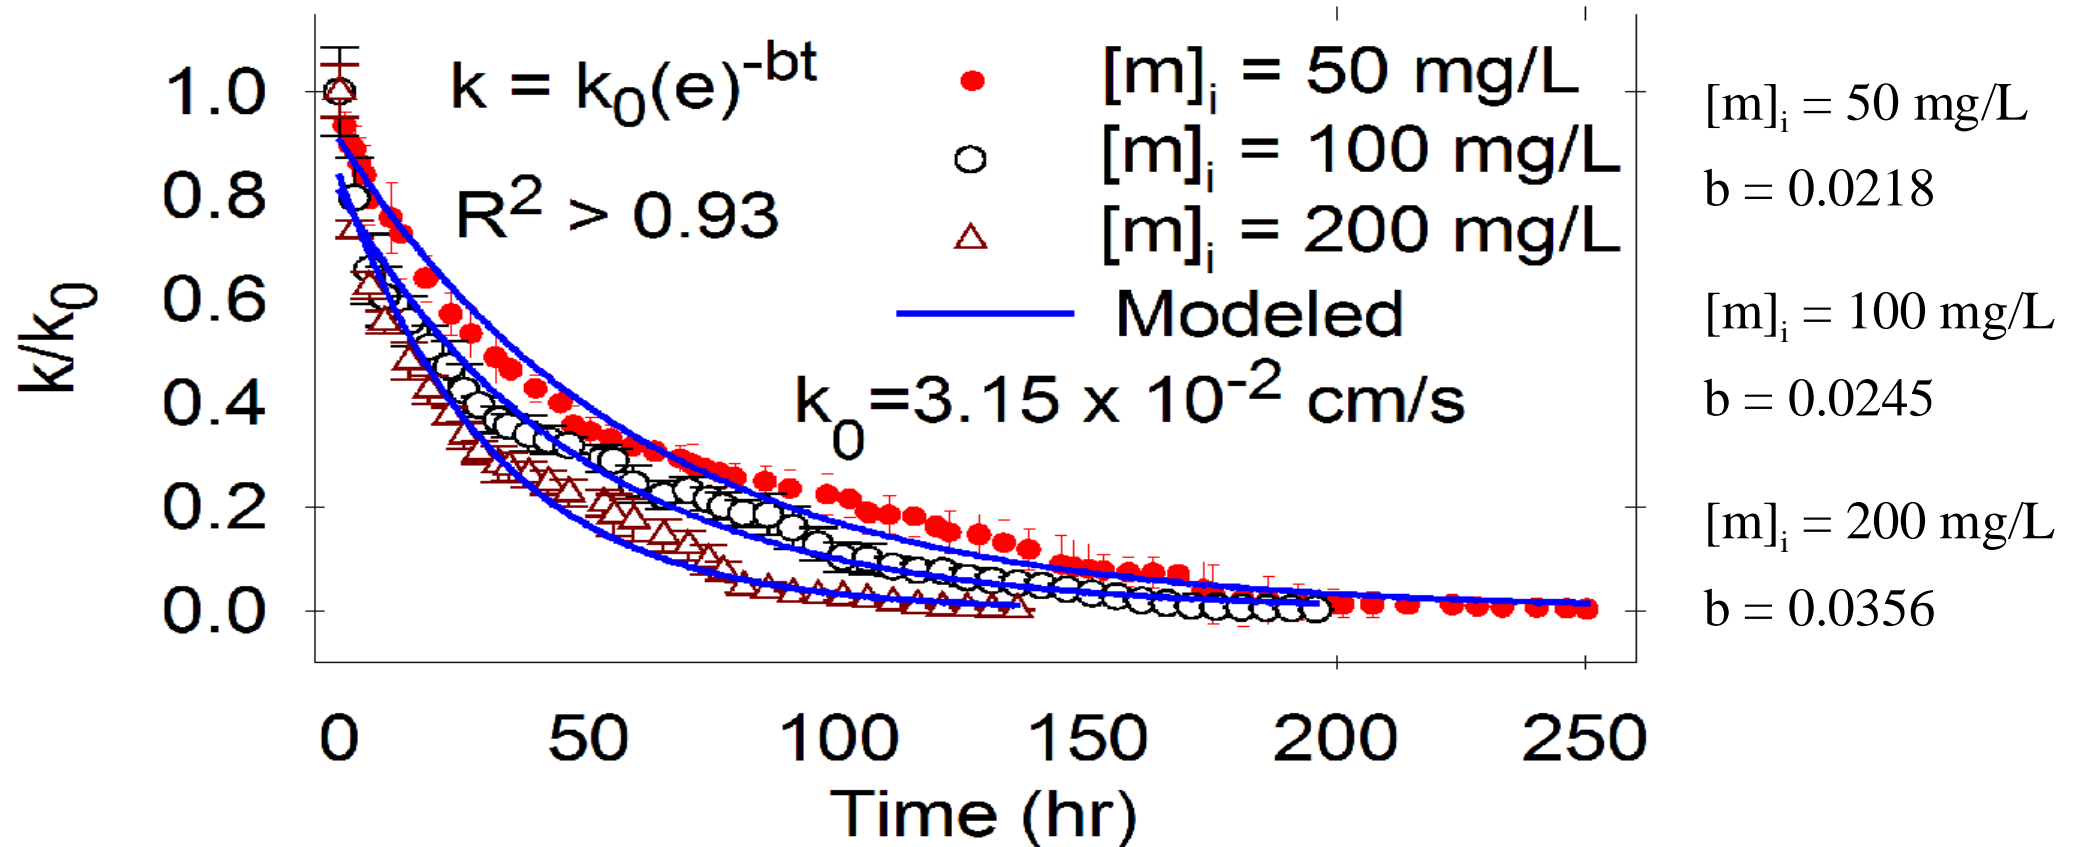 k = k₀(e)⁻ᵇᵗ
R² > 0.93
[m]ᵢ = 50 mg/L
[m]ᵢ = 100 mg/L
[m]ᵢ = 200 mg/L
Modeled
k₀=3.15 x 10⁻² cm/s
k/k₀
1.0
0.8
0.6
0.4
0.2
0.0
0 50 100 150 200 250
Time (hr)
[m]ᵢ = 50 mg/L
b = 0.0218
[m]ᵢ = 100 mg/L
b = 0.0245
[m]ᵢ = 200 mg/L
b = 0.0356